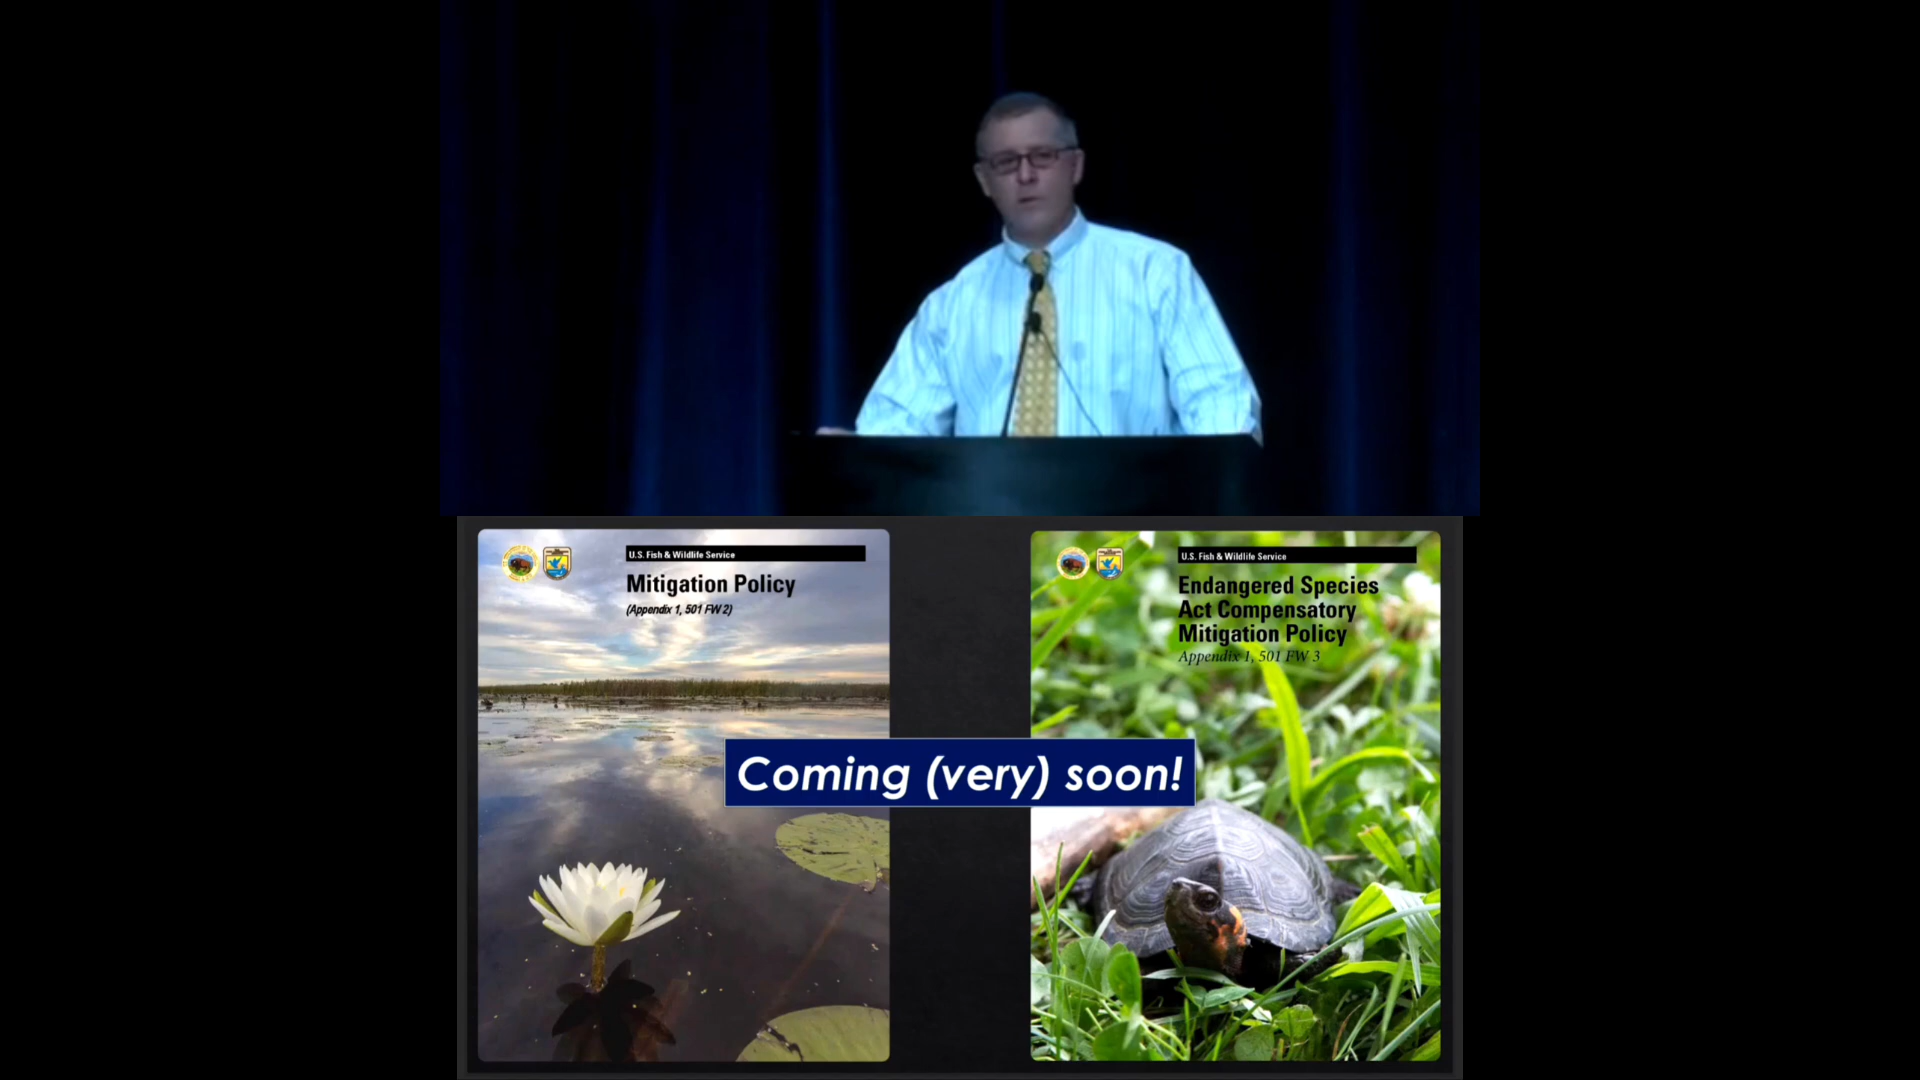 U.S. Fish & Wildlife Service
Mitigation Policy
(Appendix 1, 501 FW 2)
U.S. Fish & Wildlife Service
Endangered Species
Act Compensatory
Mitigation Policy
Appendix 1, 501 FW 3
Coming (very) soon!